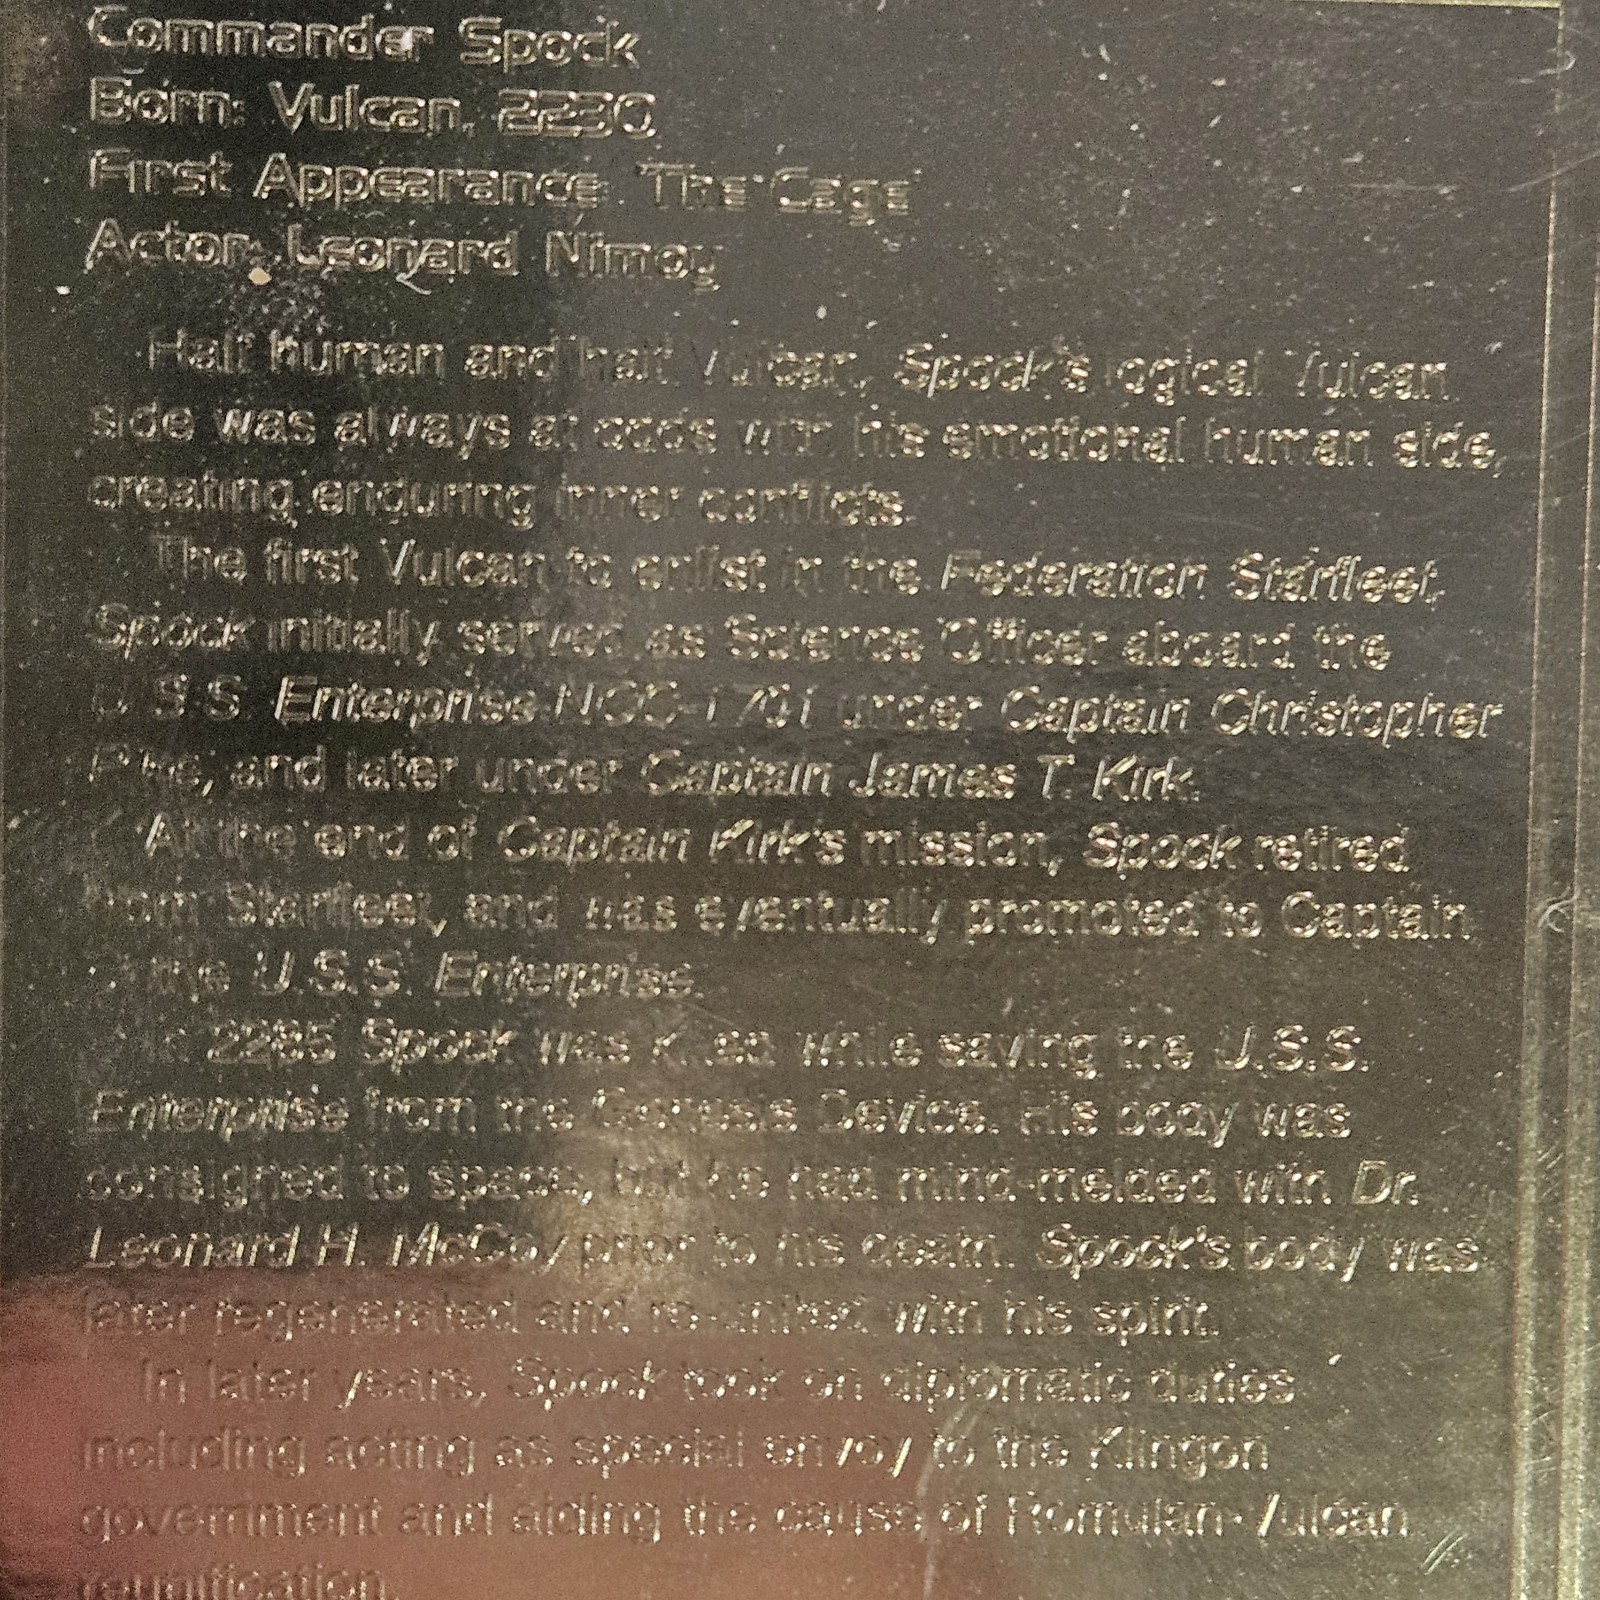 Commander Spock
Born: Vulcan, 2230
First Appearance: "The Cage"
Actor: Leonard Nimoy
Half human and half Vulcan, Spock's logical Vulcan
side was always at odds with his emotional human side,
creating enduring inner conflicts.
The first Vulcan to enlist in the Federation Starfleet,
Spock initially served as Science Officer aboard the
U.S.S. Enterprise NCC-1701 under Captain Christopher
Pike, and later under Captain James T. Kirk.
At the end of Captain Kirk's mission, Spock retired
from Starfleet, and was eventually promoted to Captain
of the U.S.S. Enterprise.
In 2285 Spock was killed while saving the U.S.S.
Enterprise from the Genesis Device. His body was
consigned to space, but he had mind-melded with Dr.
Leonard H. McCoy prior to his death. Spock's body was
later regenerated and re-united with his spirit.
In later years, Spock took on diplomatic duties
including acting as special envoy to the Klingon
government and aiding the cause of Romulan-Vulcan
reunification.